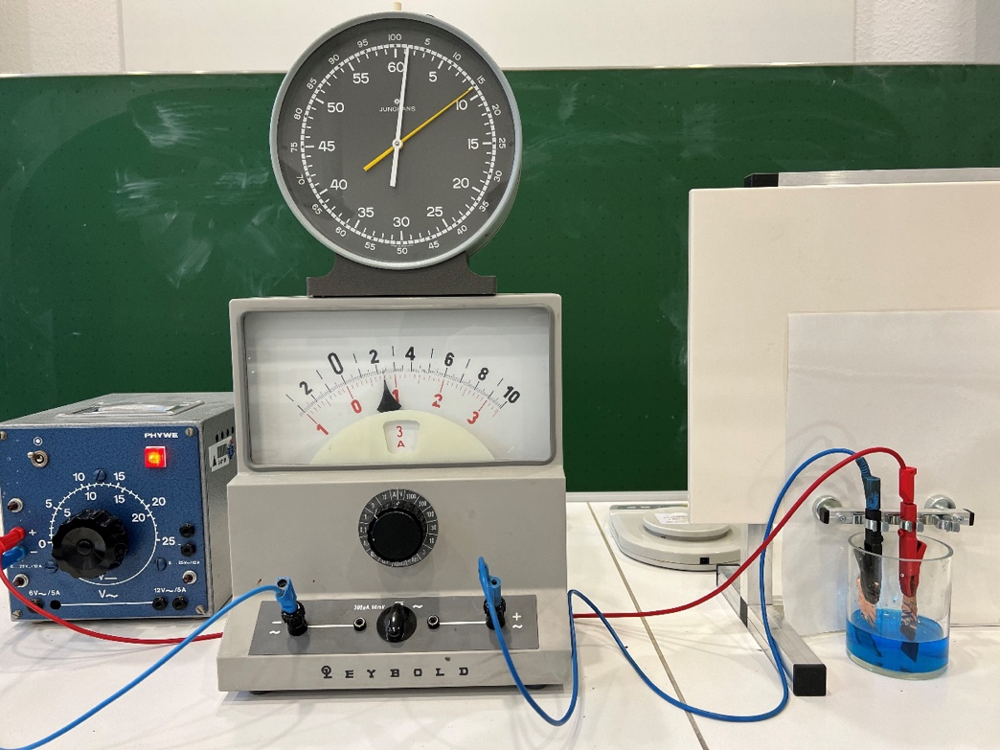 100
95 5
90 10
60
85 55 5 15
80 50 JUNGHANS 10 20
75 45 15 25
70 40 20 30
65 35 25 35
60 30 40
55 50 45
0 2 4 6 8 10
2
1 0 1 2 3
3
A
PHYWE
10 15
5 10 15 20
0 20 25
+
-
V⎓
V~
6V~/5A 12V~/5A
- +
~ ~
LEYBOLD